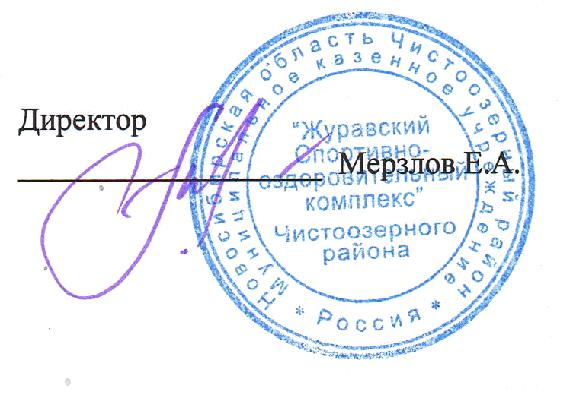 Директор
Мерзлов Е.А.
Новосибирская область Чистоозерный район
Муниципальное казенное учреждение
"Журавский
Спортивно-
оздоровительный
комплекс"
Чистоозерного
района
* Россия *